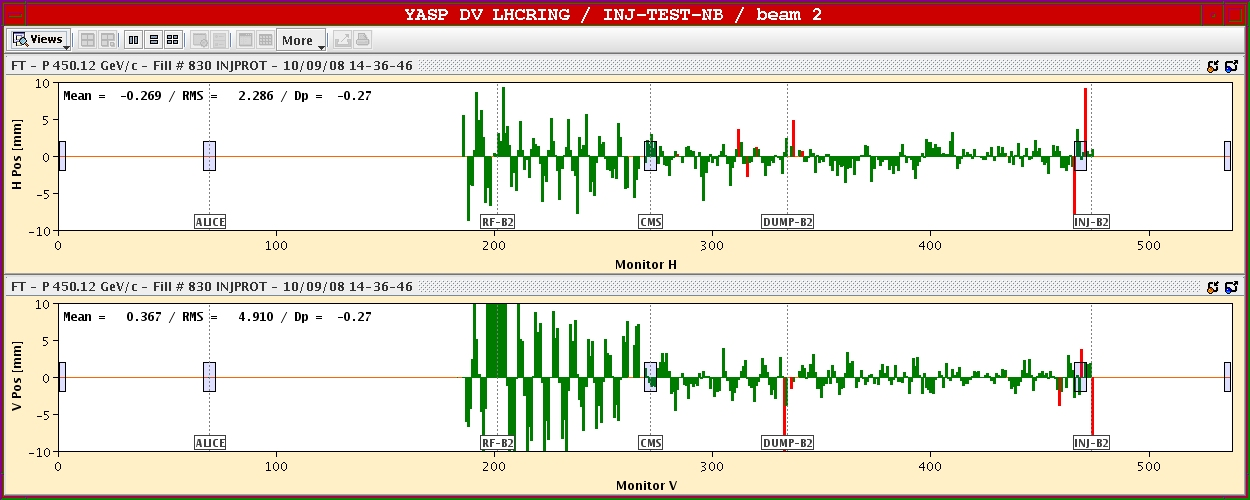 YASP DV LHCRING / INJ-TEST-NB / beam 2
Views More
FT - P 450.12 GeV/c - Fill # 830 INJPROT - 10/09/08 14-36-46
Mean = -0.269 / RMS = 2.286 / Dp = -0.27
H Pos [mm]
10
5
0
-5
-10
ALICE RF-B2 CMS DUMP-B2 INJ-B2
0 100 200 300 400 500
Monitor H
FT - P 450.12 GeV/c - Fill # 830 INJPROT - 10/09/08 14-36-46
Mean = 0.367 / RMS = 4.910 / Dp = -0.27
V Pos [mm]
10
5
0
-5
-10
ALICE RF-B2 CMS DUMP-B2 INJ-B2
0 100 200 300 400 500
Monitor V